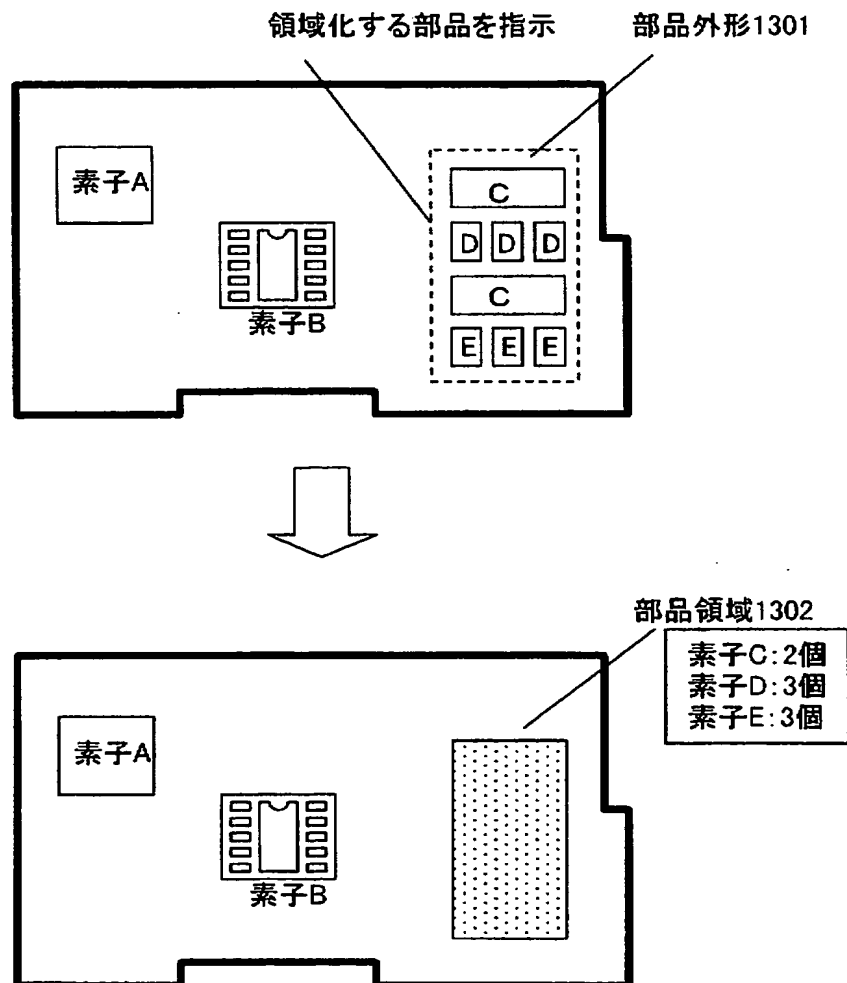 領域化する部品を指示
部品外形1301
素子A
C
D D D
C
E E E
素子B
部品領域1302
素子C:2個
素子D:3個
素子E:3個
素子A
素子B